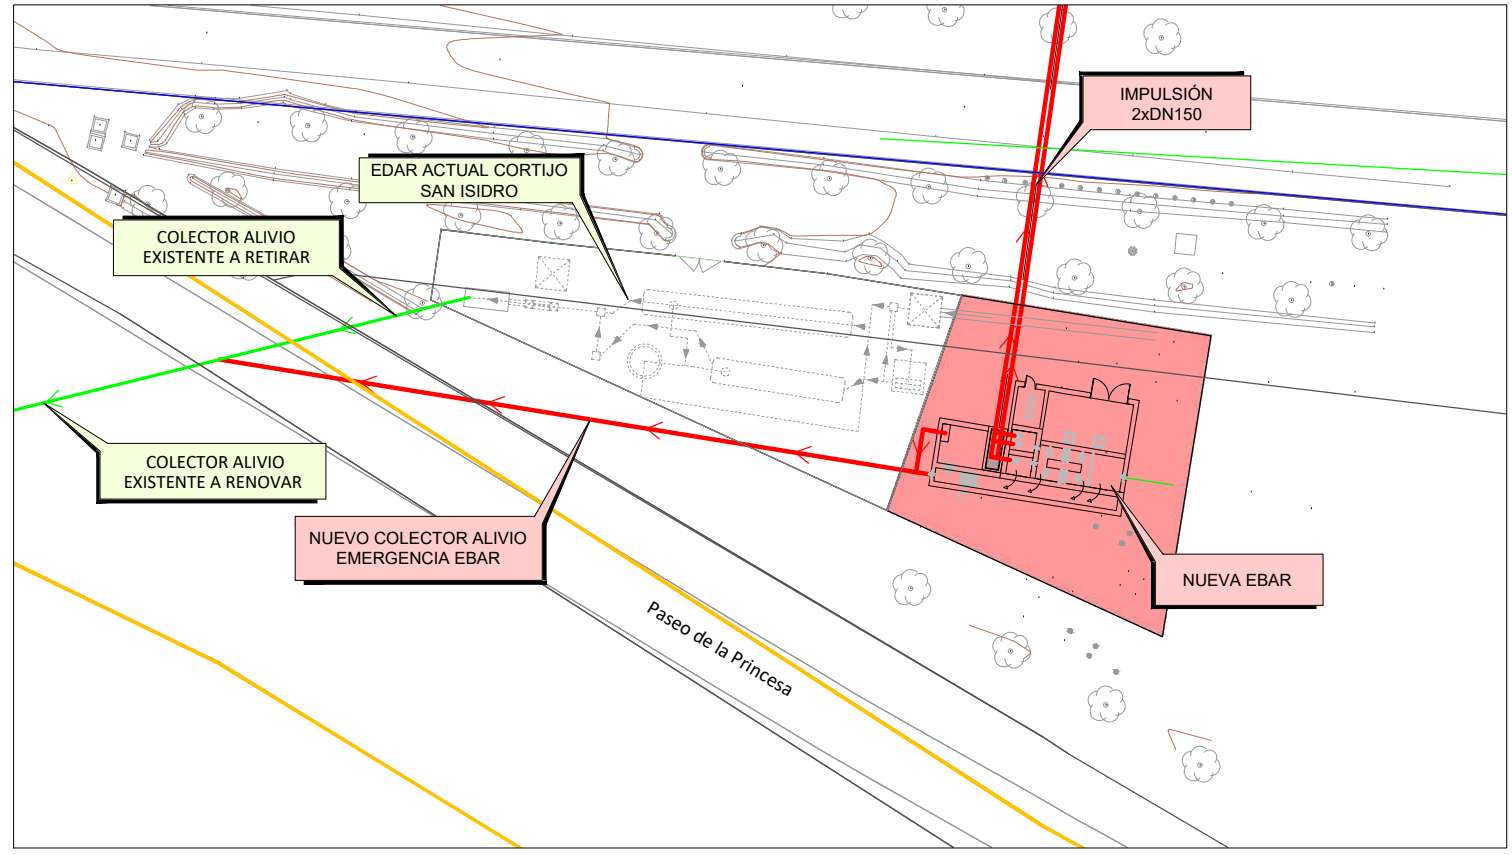 IMPULSIÓN
2xDN150
EDAR ACTUAL CORTIJO
SAN ISIDRO
COLECTOR ALIVIO
EXISTENTE A RETIRAR
COLECTOR ALIVIO
EXISTENTE A RENOVAR
NUEVO COLECTOR ALIVIO
EMERGENCIA EBAR
NUEVA EBAR
Paseo de la Princesa